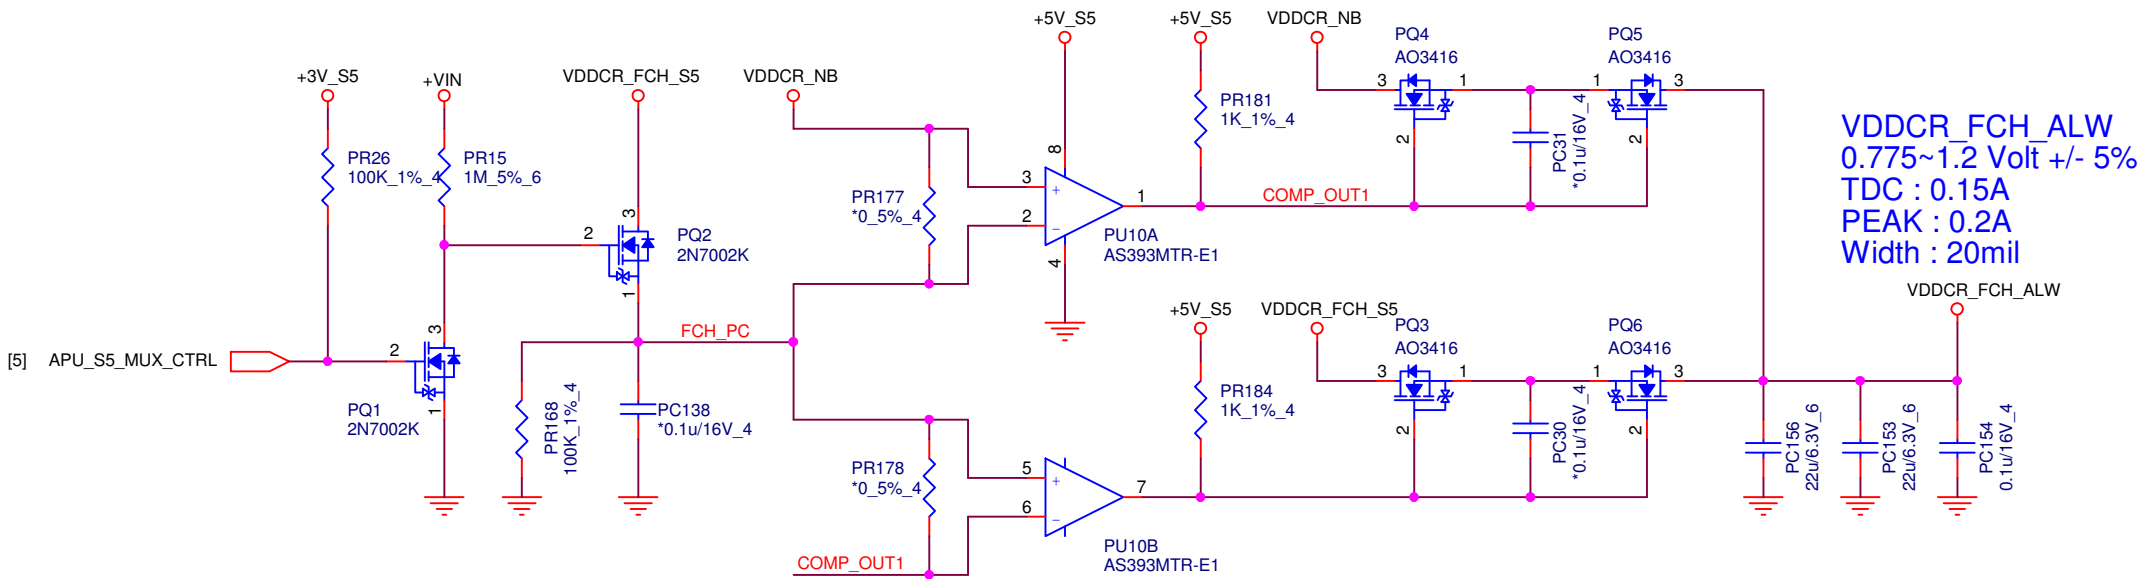 [5]
APU_S5_MUX_CTRL
+3V_S5
PR26
100K_1%_4
+VIN
PR15
1M_5%_6
2
3
1
PQ1
2N7002K
VDDCR_FCH_S5
2
3
1
PQ2
2N7002K
PR168
100K_1%_4
PC138
*0.1u/16V_4
FCH_PC
VDDCR_NB
PR177
*0_5%_4
PR178
*0_5%_4
COMP_OUT1
+5V_S5
8
3
+
2
-
1
4
PU10A
AS393MTR-E1
5
+
6
-
7
PU10B
AS393MTR-E1
+5V_S5
PR181
1K_1%_4
COMP_OUT1
VDDCR_NB
PQ4
AO3416
3
1
2
PC31
*0.1u/16V_4
PQ5
AO3416
1
3
2
+5V_S5
PR184
1K_1%_4
VDDCR_FCH_S5
PQ3
AO3416
3
1
2
PC30
*0.1u/16V_4
PQ6
AO3416
1
3
2
VDDCR_FCH_ALW
0.775~1.2 Volt +/- 5%
TDC : 0.15A
PEAK : 0.2A
Width : 20mil
VDDCR_FCH_ALW
PC156
22u/6.3V_6
PC153
22u/6.3V_6
PC154
0.1u/16V_4